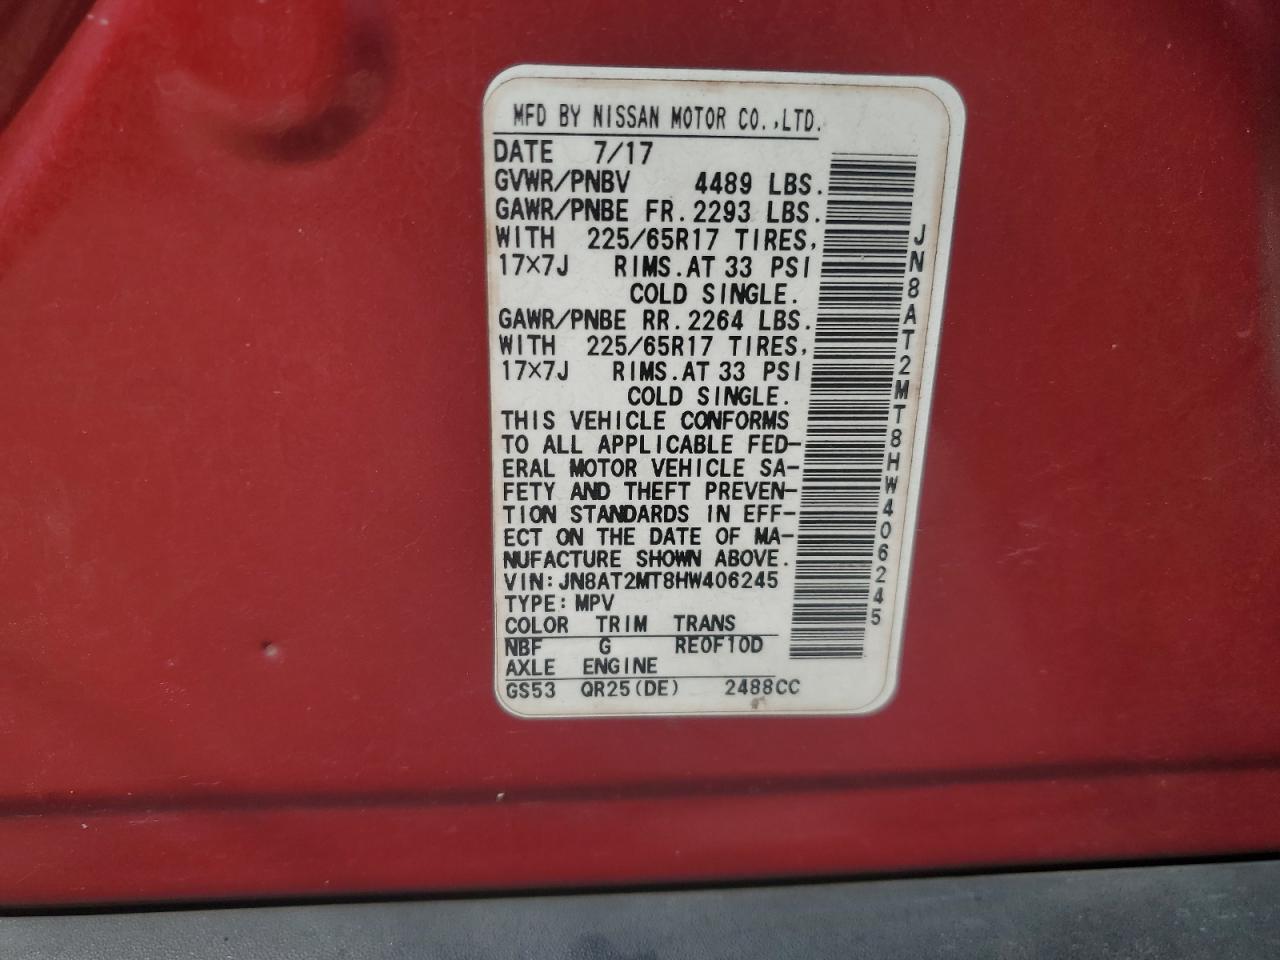 MFD BY NISSAN MOTOR CO.,LTD.
DATE 7/17
GVWR/PNBV 4489 LBS.
GAWR/PNBE FR. 2293 LBS.
WITH 225/65R17 TIRES,
17×7J RIMS. AT 33 PSI
COLD SINGLE.
GAWR/PNBE RR. 2264 LBS.
WITH 225/65R17 TIRES,
17×7J RIMS. AT 33 PSI
COLD SINGLE.
THIS VEHICLE CONFORMS
TO ALL APPLICABLE FED-
ERAL MOTOR VEHICLE SA-
FETY AND THEFT PREVEN-
TION STANDARDS IN EFF-
ECT ON THE DATE OF MA-
NUFACTURE SHOWN ABOVE.
VIN: JN8AT2MT8HW406245
TYPE: MPV
COLOR TRIM TRANS
NBF G RE0F10D
AXLE ENGINE
GS53 QR25(DE) 2488CC
JN8AT2MT8HW406245